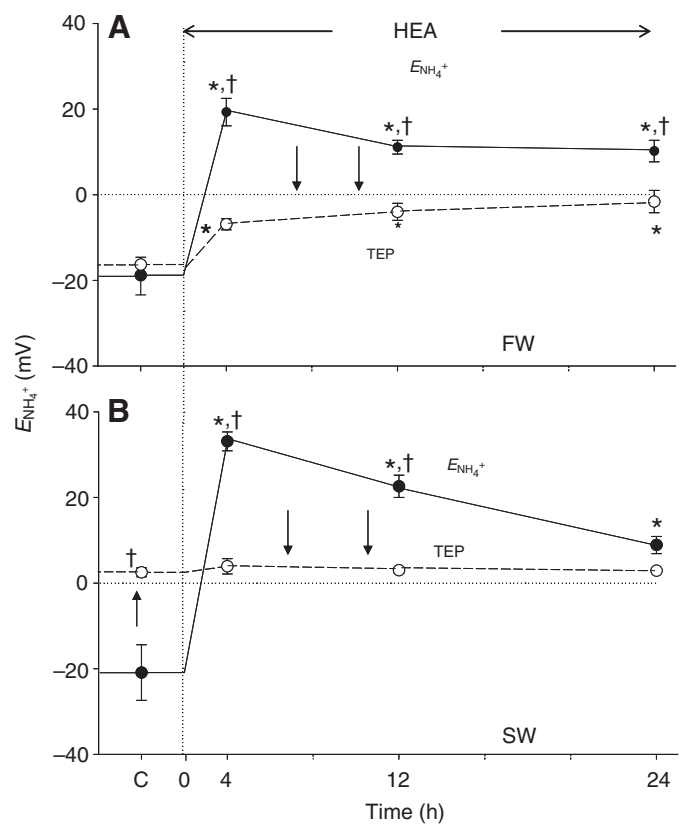 A
HEA
E_NH₄⁺
40
20
0
–20
–40
*,†
*,†
*,†
*
*
*
TEP
FW
E_NH₄⁺ (mV)
B
40
20
0
–20
–40
*,†
*,†
*
†
E_NH₄⁺
TEP
SW
C 0 4 12 24
Time (h)